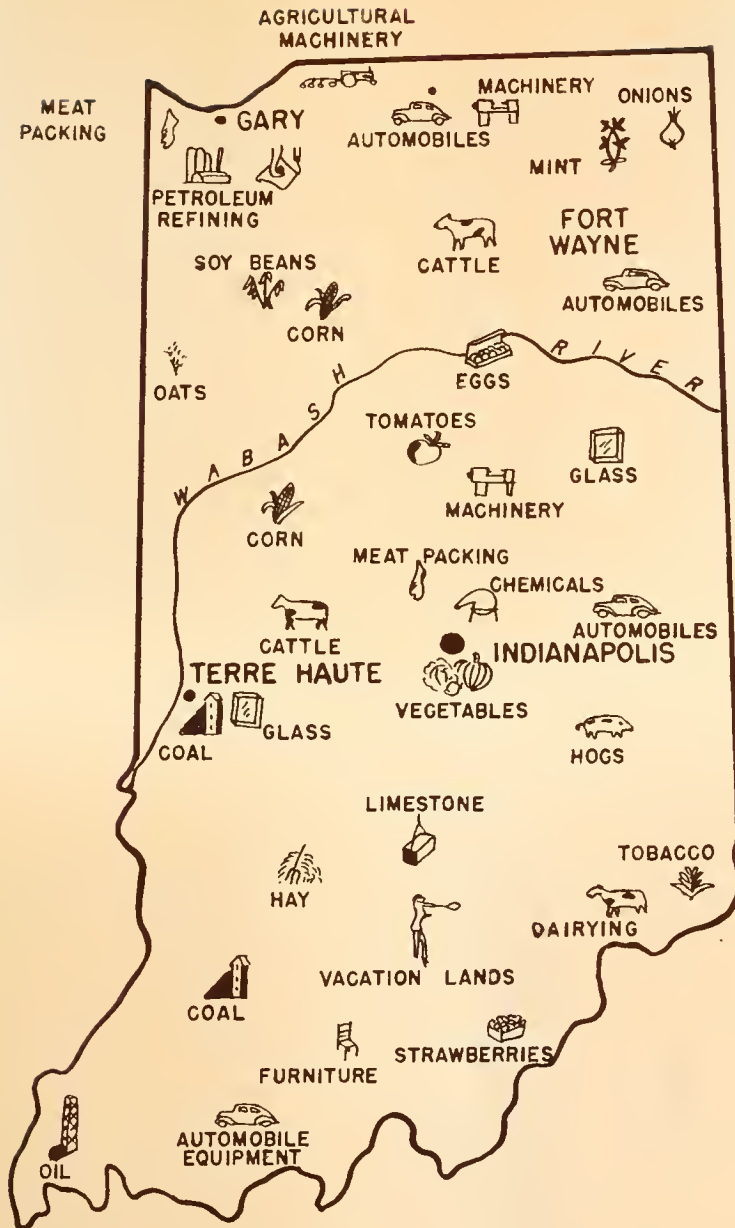 AGRICULTURAL
MACHINERY
MEAT
PACKING
GARY
AUTOMOBILES
MACHINERY
ONIONS
MINT
PETROLEUM
REFINING
FORT
WAYNE
SOY BEANS
CATTLE
AUTOMOBILES
CORN
OATS
EGGS
WABASH RIVER
TOMATOES
GLASS
MACHINERY
CORN
MEAT PACKING
CHEMICALS
CATTLE
AUTOMOBILES
INDIANAPOLIS
TERRE HAUTE
VEGETABLES
COAL
GLASS
HOGS
LIMESTONE
TOBACCO
HAY
DAIRYING
VACATION LANDS
COAL
FURNITURE
STRAWBERRIES
AUTOMOBILE
EQUIPMENT
OIL